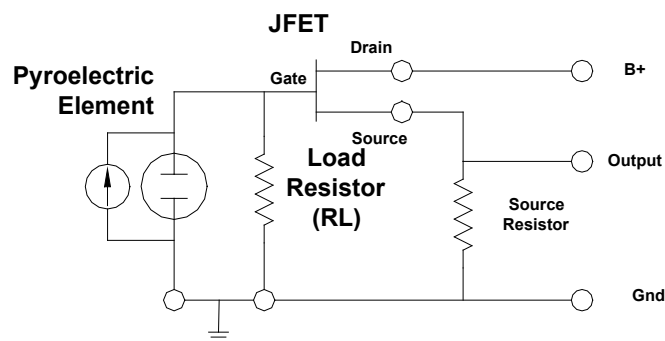 JFET
Drain
B+
Pyroelectric
Element
Gate
Source
Load
Resistor
(RL)
Output
Source
Resistor
Gnd